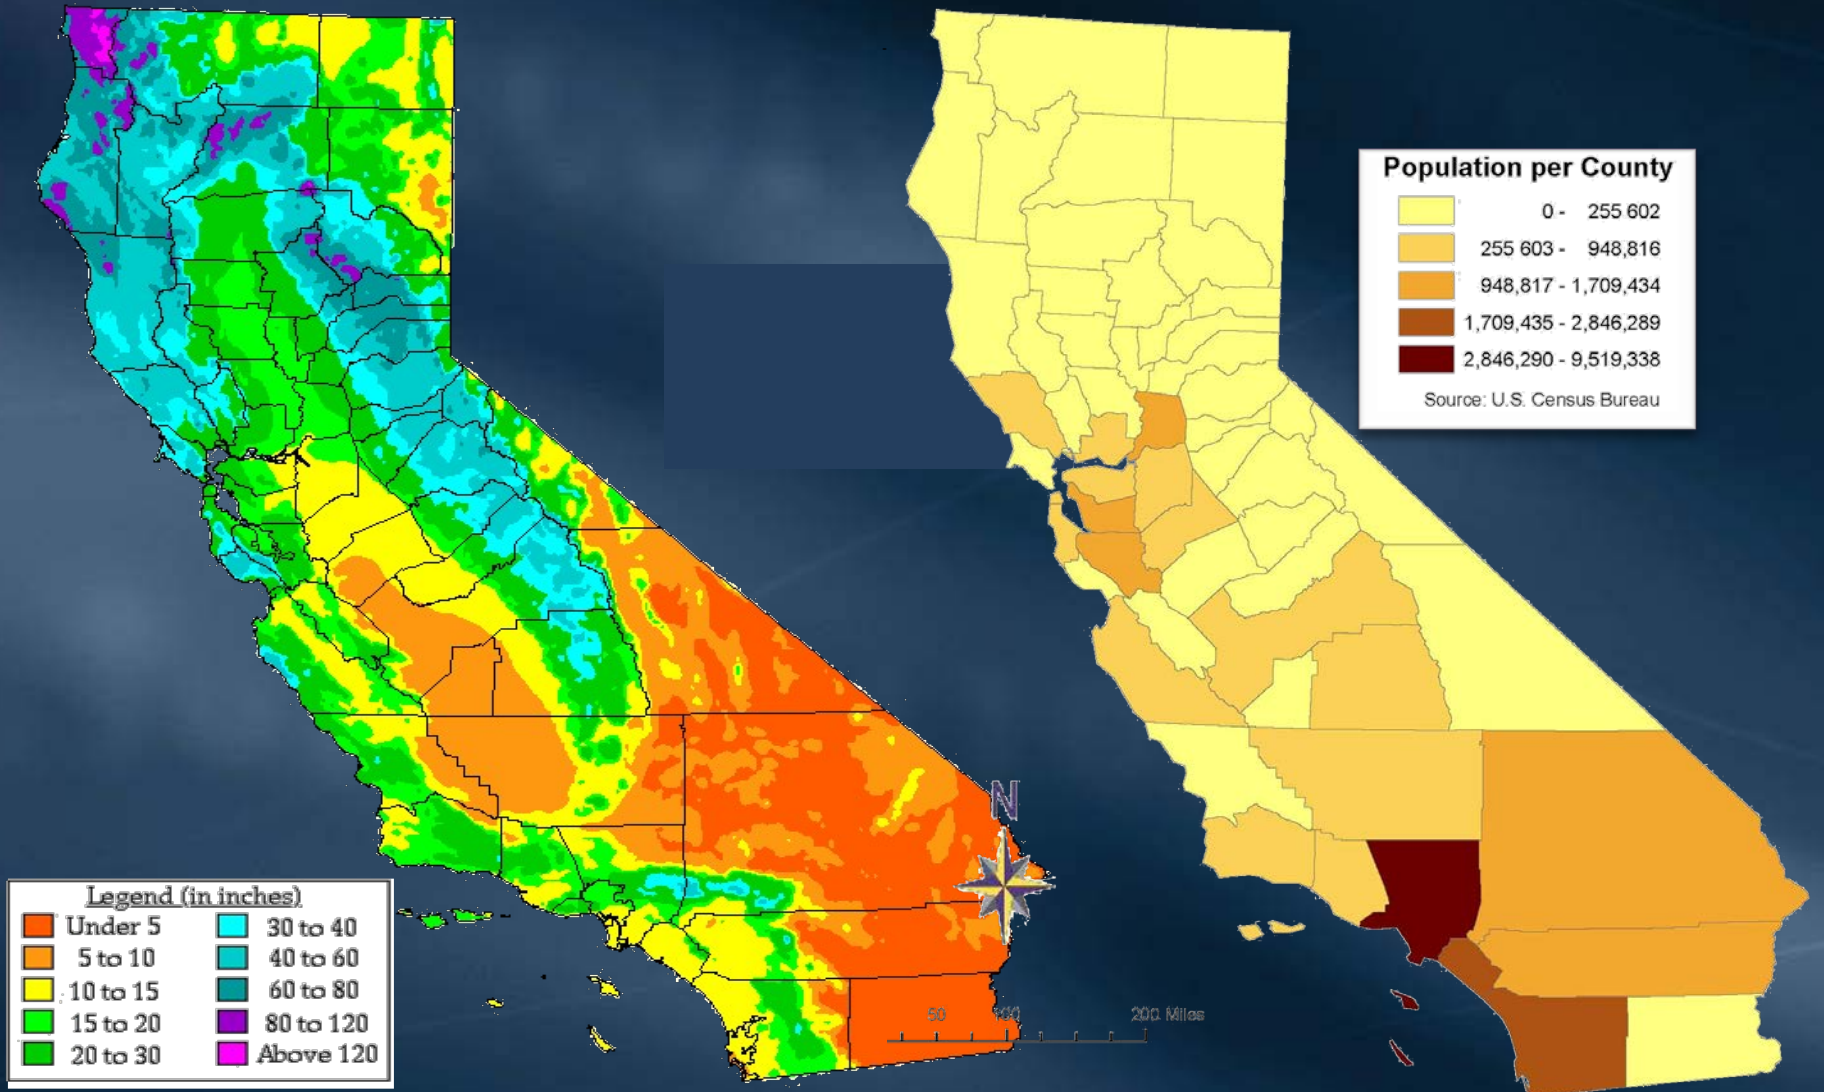 Population per County
0 - 255 602
255 603 - 948,816
948,817 - 1,709,434
1,709,435 - 2,846,289
2,846,290 - 9,519,338
Source: U.S. Census Bureau
N
50 100 200 Miles
Legend (in inches)
Under 5 30 to 40
5 to 10 40 to 60
10 to 15 60 to 80
15 to 20 80 to 120
20 to 30 Above 120